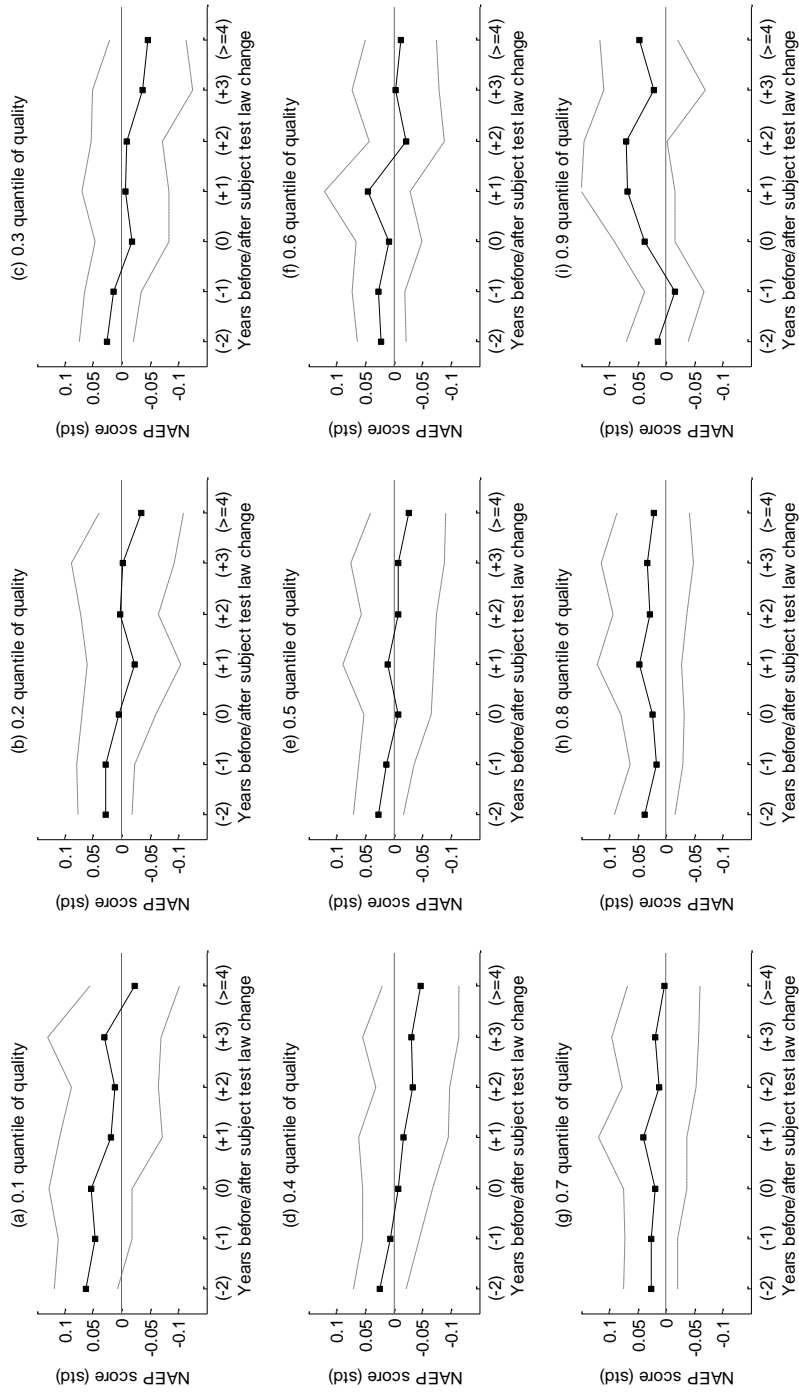 (a) 0.1 quantile of quality
0.1
0.05
0
-0.05
-0.1
NAEP score (std)
(-2) (-1) (0) (+1) (+2) (+3) (>=4)
Years before/after subject test law change
(b) 0.2 quantile of quality
0.1
0.05
0
-0.05
-0.1
NAEP score (std)
(-2) (-1) (0) (+1) (+2) (+3) (>=4)
Years before/after subject test law change
(c) 0.3 quantile of quality
0.1
0.05
0
-0.05
-0.1
NAEP score (std)
(-2) (-1) (0) (+1) (+2) (+3) (>=4)
Years before/after subject test law change
(d) 0.4 quantile of quality
0.1
0.05
0
-0.05
-0.1
NAEP score (std)
(-2) (-1) (0) (+1) (+2) (+3) (>=4)
Years before/after subject test law change
(e) 0.5 quantile of quality
0.1
0.05
0
-0.05
-0.1
NAEP score (std)
(-2) (-1) (0) (+1) (+2) (+3) (>=4)
Years before/after subject test law change
(f) 0.6 quantile of quality
0.1
0.05
0
-0.05
-0.1
NAEP score (std)
(-2) (-1) (0) (+1) (+2) (+3) (>=4)
Years before/after subject test law change
(g) 0.7 quantile of quality
0.1
0.05
0
-0.05
-0.1
NAEP score (std)
(-2) (-1) (0) (+1) (+2) (+3) (>=4)
Years before/after subject test law change
(h) 0.8 quantile of quality
0.1
0.05
0
-0.05
-0.1
NAEP score (std)
(-2) (-1) (0) (+1) (+2) (+3) (>=4)
Years before/after subject test law change
(i) 0.9 quantile of quality
0.1
0.05
0
-0.05
-0.1
NAEP score (std)
(-2) (-1) (0) (+1) (+2) (+3) (>=4)
Years before/after subject test law change